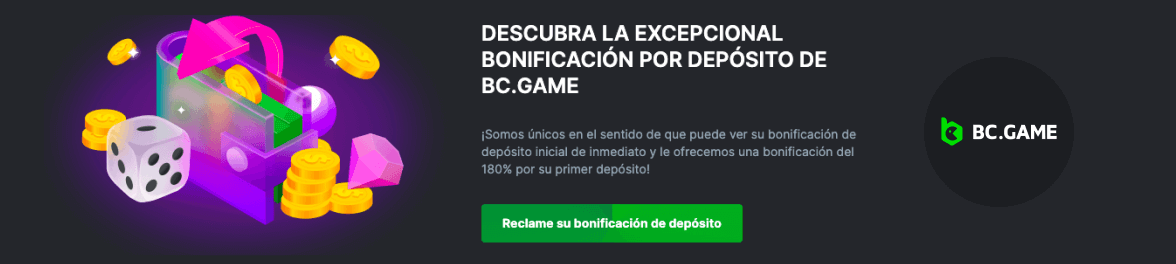 DESCUBRA LA EXCEPCIONAL
BONIFICACIÓN POR DEPÓSITO DE
BC.GAME
¡Somos únicos en el sentido de que puede ver su bonificación de
depósito inicial de inmediato y le ofrecemos una bonificación del
180% por su primer depósito!
Reclame su bonificación de depósito
BC.GAME